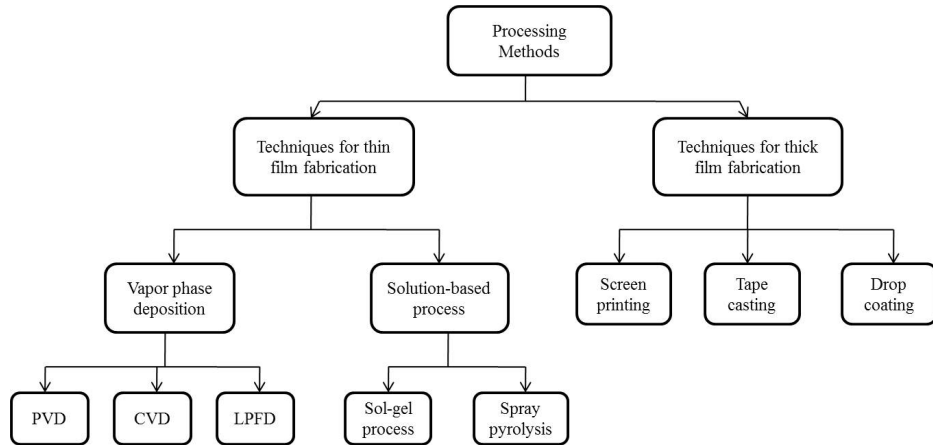 Processing
Methods
Techniques for thin
film fabrication
Techniques for thick
film fabrication
Vapor phase
deposition
Solution-based
process
Screen
printing
Tape
casting
Drop
coating
PVD
CVD
LPFD
Sol-gel
process
Spray
pyrolysis